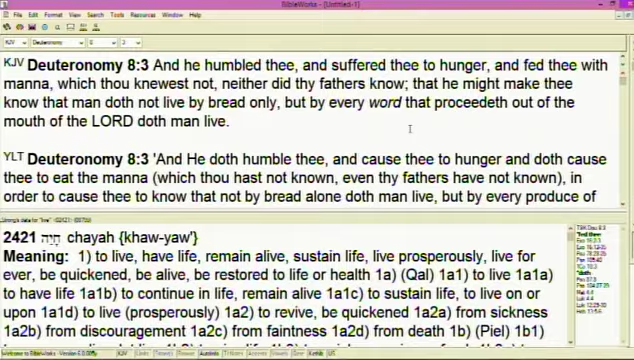 BibleWorks - [Untitled-1]
File Edit Format View Search Tools Resources Window Help
KJV Deuteronomy 8 3
KJV Deuteronomy 8:3 And he humbled thee, and suffered thee to hunger, and fed thee with
manna, which thou knewest not, neither did thy fathers know; that he might make thee
know that man doth not live by bread only, but by every word that proceedeth out of the
mouth of the LORD doth man live.
YLT Deuteronomy 8:3 'And He doth humble thee, and cause thee to hunger and doth cause
thee to eat the manna (which thou hast not known, even thy fathers have not known), in
order to cause thee to know that not by bread alone doth man live, but by every produce of
2421 חָיָה chayah {khaw-yaw'}
Meaning: 1) to live, have life, remain alive, sustain life, live prosperously, live for
ever, be quickened, be alive, be restored to life or health 1a) (Qal) 1a1) to live 1a1a)
to have life 1a1b) to continue in life, remain alive 1a1c) to sustain life, to live on or
upon 1a1d) to live (prosperously) 1a2) to revive, be quickened 1a2a) from sickness
1a2b) from discouragement 1a2c) from faintness 1a2d) from death 1b) (Piel) 1b1)